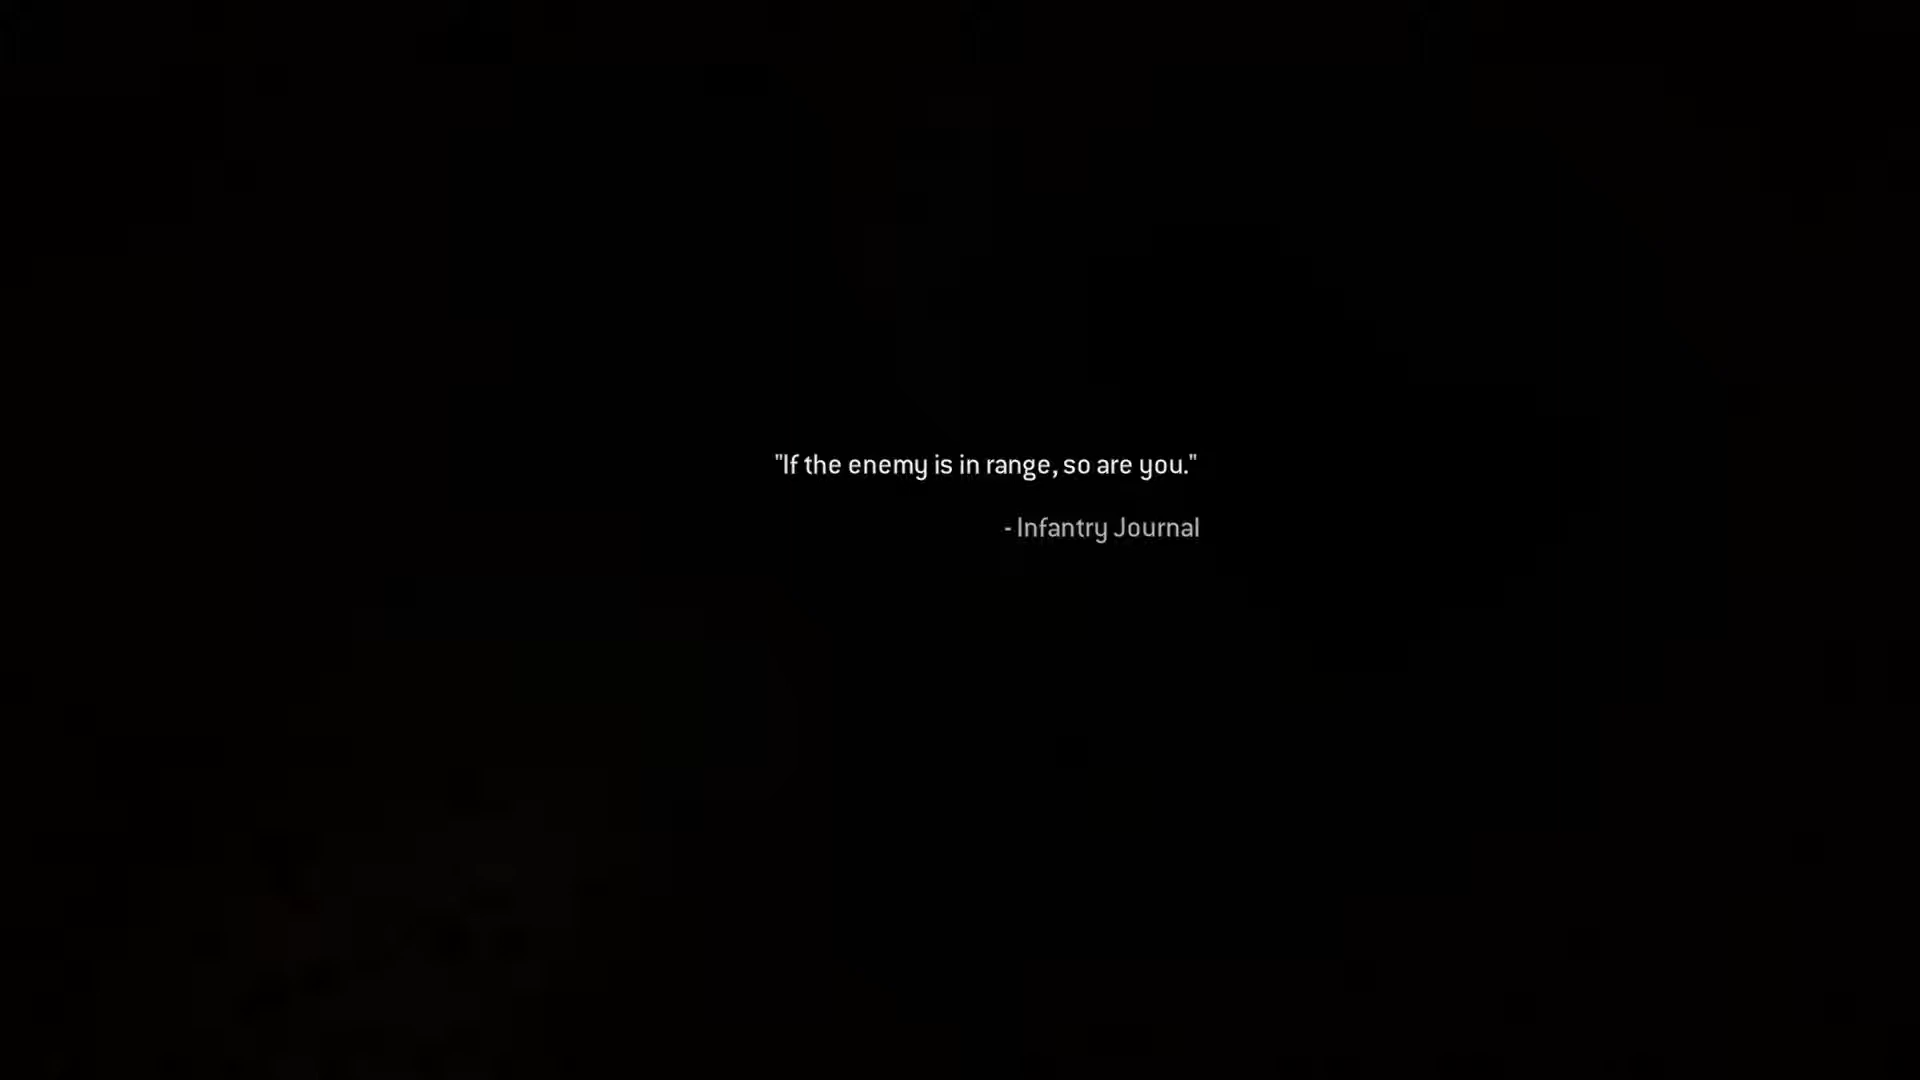 "If the enemy is in range, so are you."
- Infantry Journal